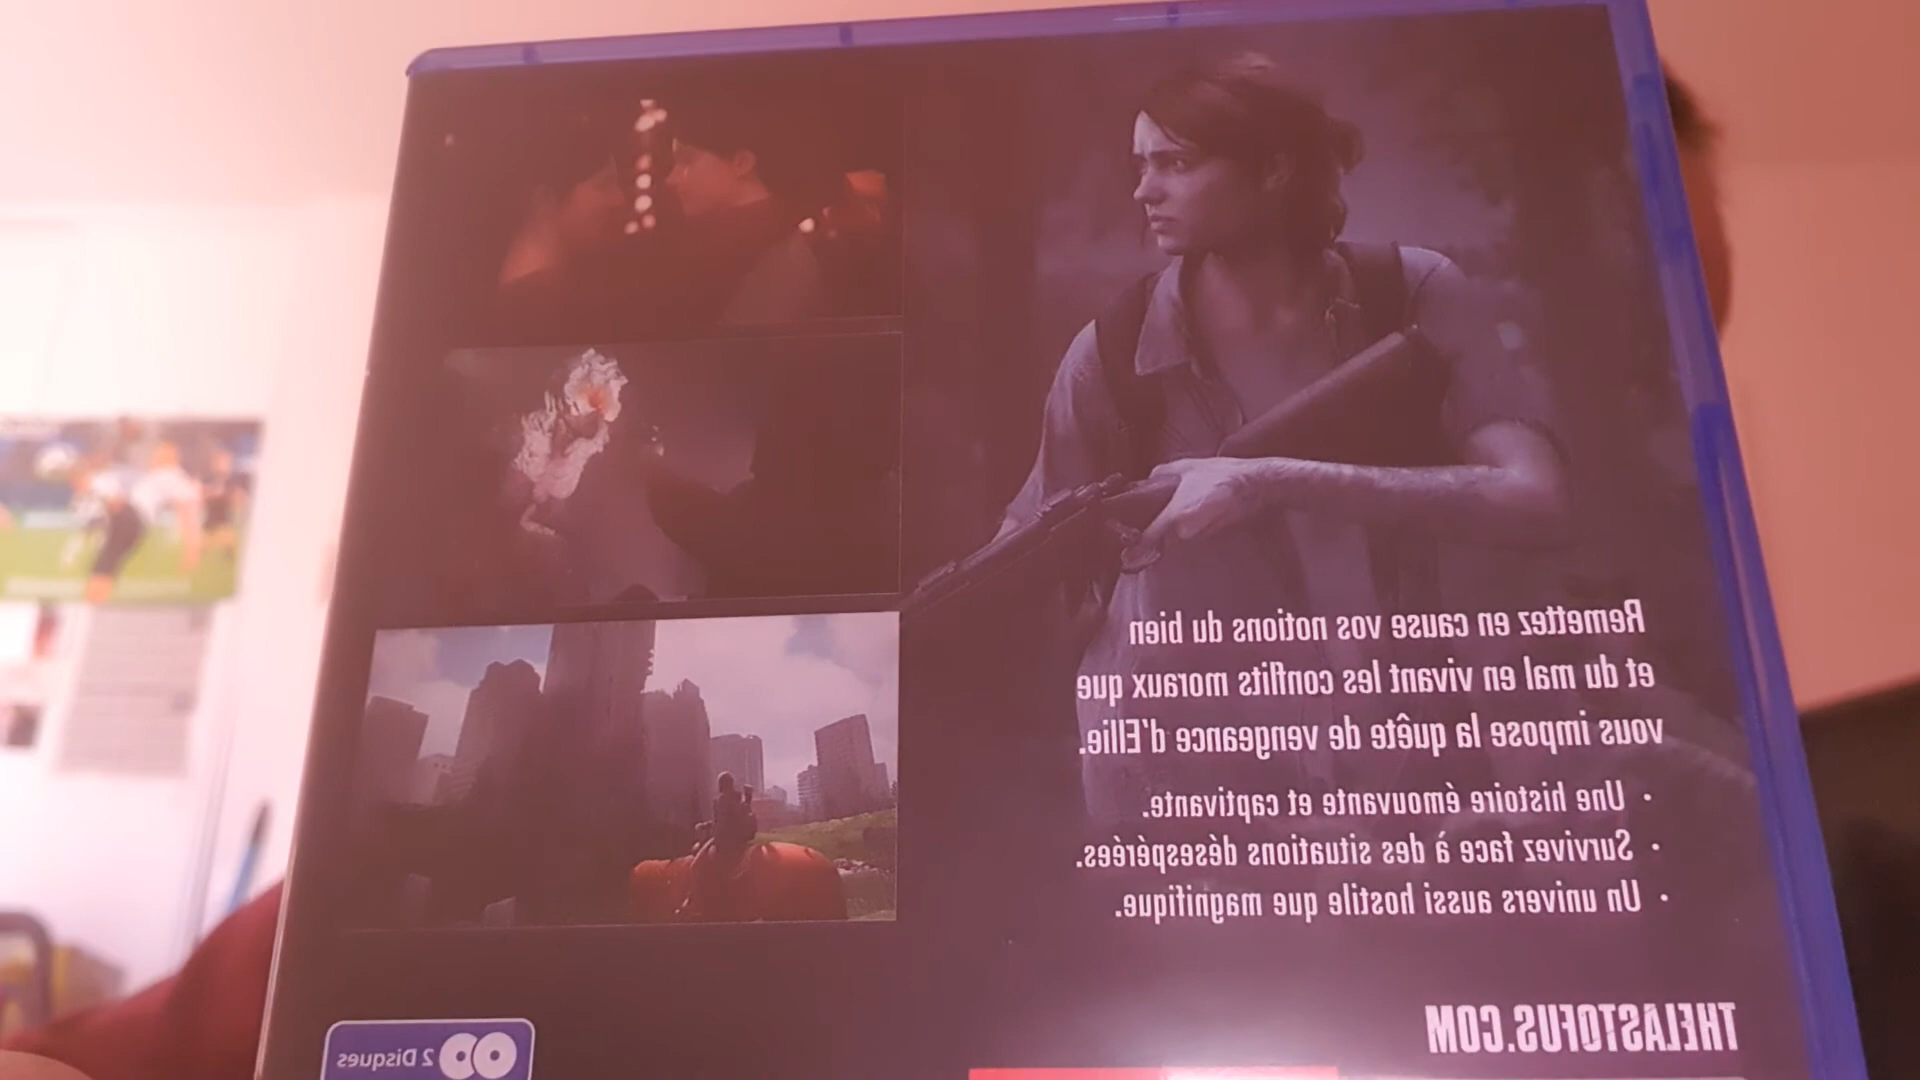 Remettez en cause vos notions du bien
et du mal en vivant les conflits moraux que
vous impose la quête de vengeance d'Ellie.
• Une histoire émouvante et captivante.
• Survivez face à des situations désespérées.
• Un univers aussi hostile que magnifique.
THELASTOFUS.COM
2 Disques